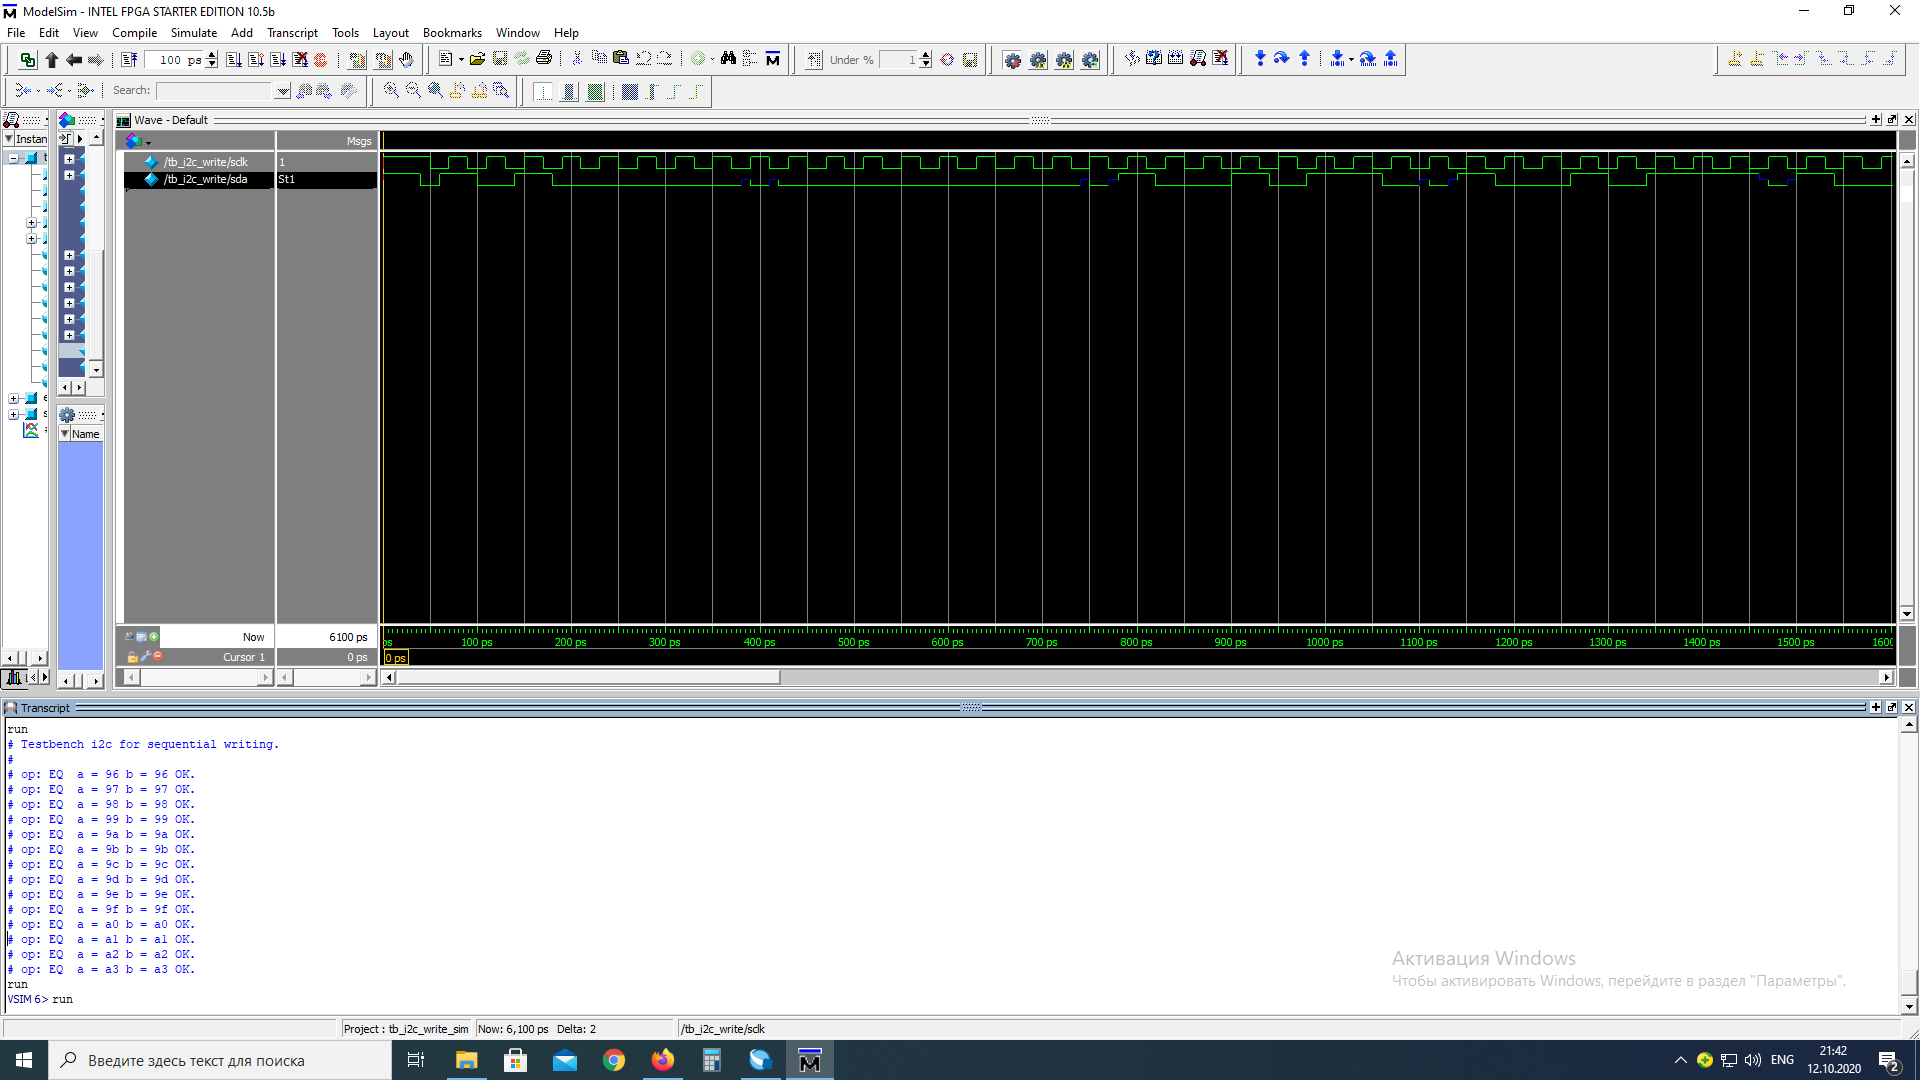 ModelSim - INTEL FPGA STARTER EDITION 10.5b
File Edit View Compile Simulate Add Transcript Tools Layout Bookmarks Window Help
100 ps
Under %
1
Search:
Instan
Name
Wave - Default
Msgs
/tb_i2c_write/sclk 1
/tb_i2c_write/sda St1
Now 6100 ps
Cursor 1 0 ps
ps 100 ps 200 ps 300 ps 400 ps 500 ps 600 ps 700 ps 800 ps 900 ps 1000 ps 1100 ps 1200 ps 1300 ps 1400 ps 1500 ps 1600
0 ps
Transcript
run
# Testbench i2c for sequential writing.
#
# op: EQ a = 96 b = 96 OK.
# op: EQ a = 97 b = 97 OK.
# op: EQ a = 98 b = 98 OK.
# op: EQ a = 99 b = 99 OK.
# op: EQ a = 9a b = 9a OK.
# op: EQ a = 9b b = 9b OK.
# op: EQ a = 9c b = 9c OK.
# op: EQ a = 9d b = 9d OK.
# op: EQ a = 9e b = 9e OK.
# op: EQ a = 9f b = 9f OK.
# op: EQ a = a0 b = a0 OK.
# op: EQ a = a1 b = a1 OK.
# op: EQ a = a2 b = a2 OK.
# op: EQ a = a3 b = a3 OK.
run
VSIM 6> run
Активация Windows
Чтобы активировать Windows, перейдите в раздел "Параметры".
Project : tb_i2c_write_sim Now: 6,100 ps Delta: 2 /tb_i2c_write/sclk
Введите здесь текст для поиска
ENG
21:42
12.10.2020
2